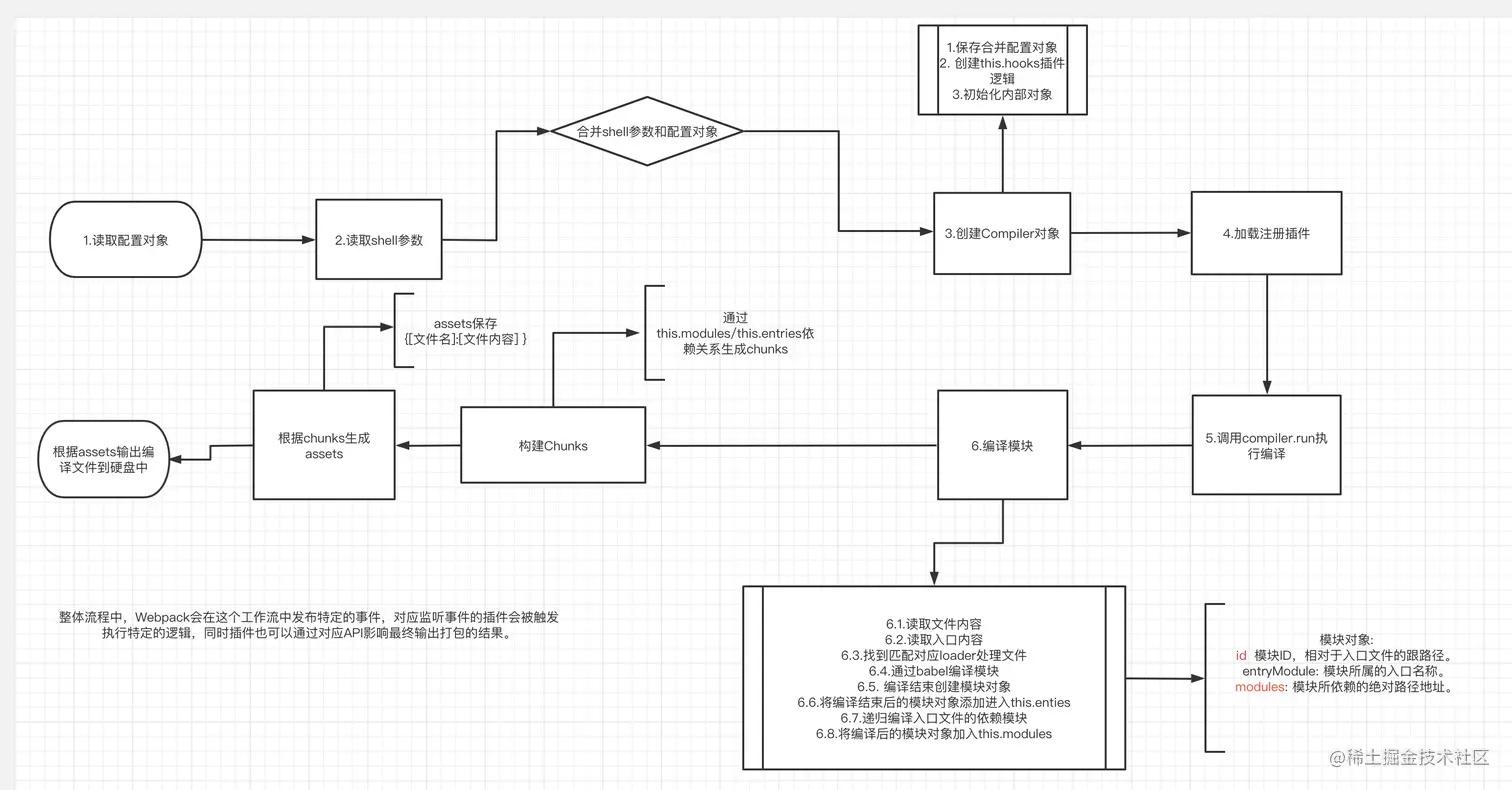 1.保存合并配置对象
2. 创建this.hooks插件
逻辑
3.初始化内部对象
合并shell参数和配置对象
1.读取配置对象
2.读取shell参数
3.创建Compiler对象
4.加载注册插件
assets保存
{[文件名]:[文件内容] }
通过
this.modules/this.entries依
赖关系生成chunks
根据assets输出编
译文件到硬盘中
根据chunks生成
assets
构建Chunks
6.编译模块
5.调用compiler.run执
行编译
整体流程中，Webpack会在这个工作流中发布特定的事件，对应监听事件的插件会被触发
执行特定的逻辑，同时插件也可以通过对应API影响最终输出打包的结果。
6.1.读取文件内容
6.2.读取入口内容
6.3.找到匹配对应loader处理文件
6.4.通过babel编译模块
6.5. 编译结束创建模块对象
6.6.将编译结束后的模块对象添加进入this.enties
6.7.递归编译入口文件的依赖模块
6.8.将编译后的模块对象加入this.modules
模块对象:
id 模块ID，相对于入口文件的跟路径。
entryModule: 模块所属的入口名称。
modules: 模块所依赖的绝对路径地址。
@稀土掘金技术社区